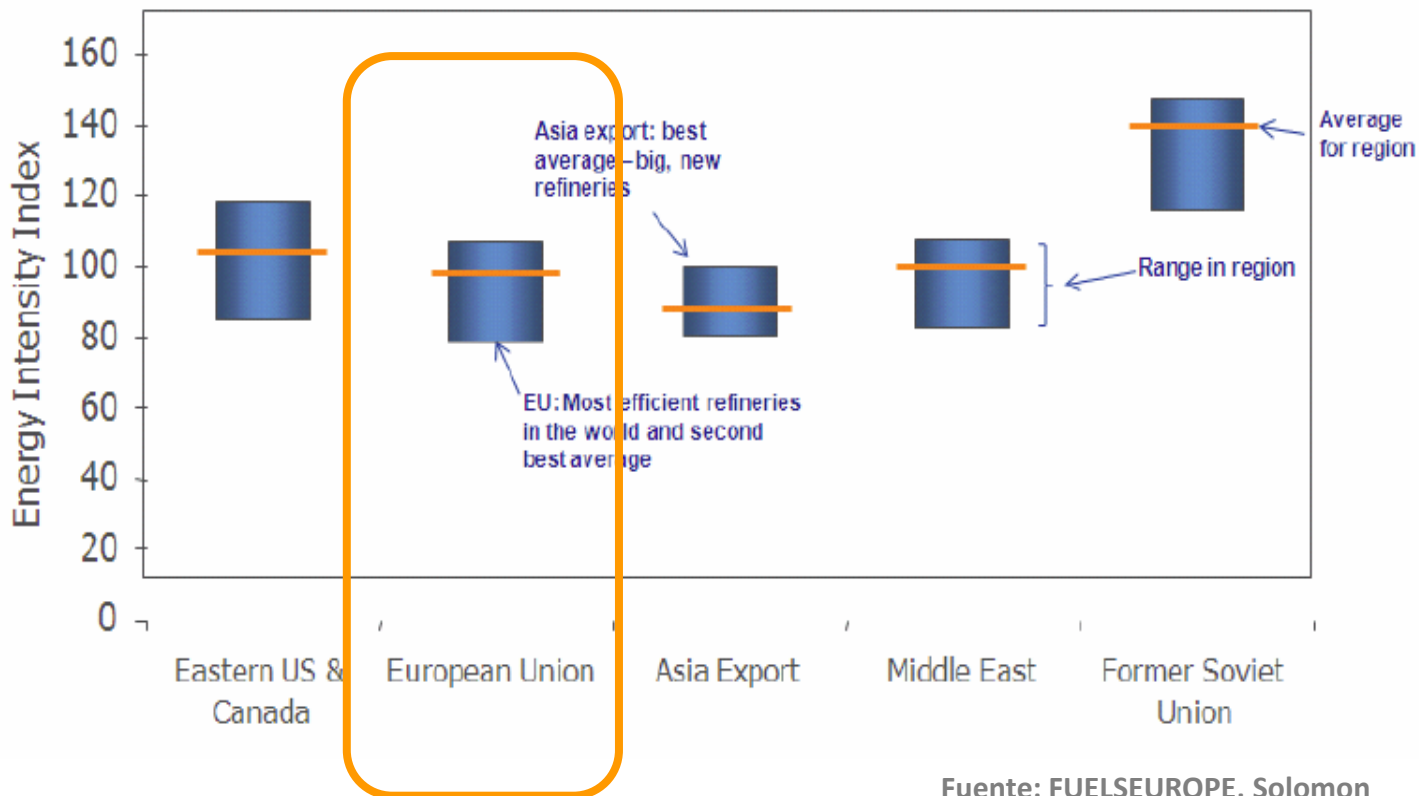 Energy Intensity Index
160
140
120
100
80
60
40
20
0
Asia export: best
average–big, new
refineries
EU: Most efficient refineries
in the world and second
best average
Average
for region
Range in region
Eastern US &
Canada
European Union
Asia Export
Middle East
Former Soviet
Union
Fuente: FUELSEUROPE. Solomon